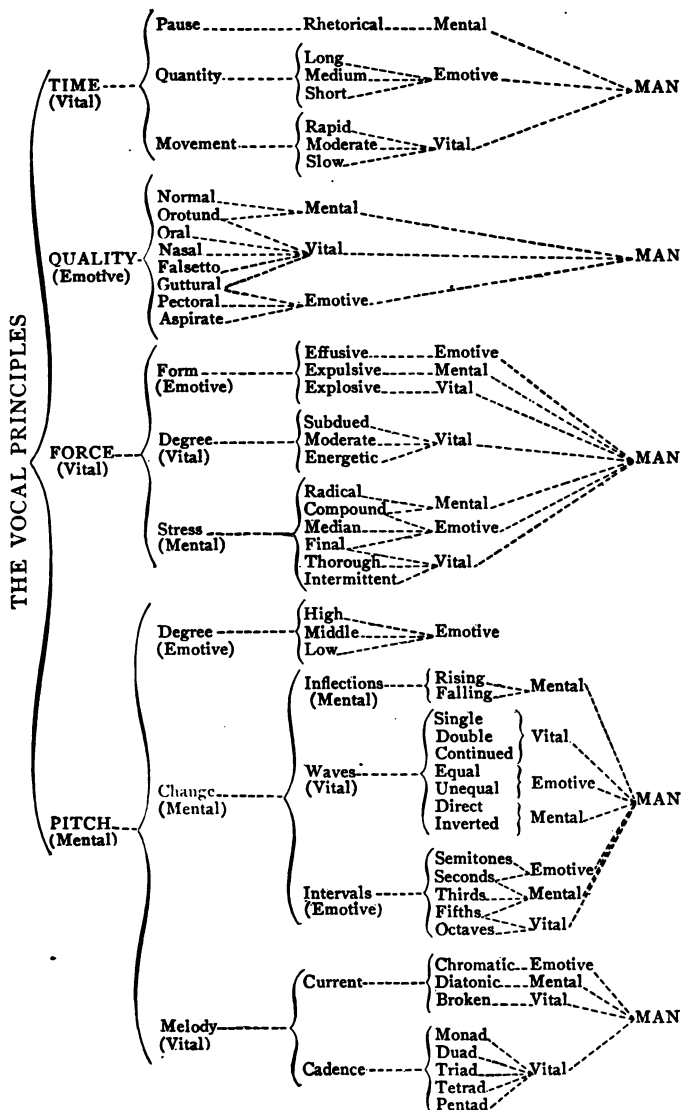 THE VOCAL PRINCIPLES
TIME
(Vital)
Pause
Rhetorical
Mental
Quantity
Long
Medium
Short
Emotive
Movement
Rapid
Moderate
Slow
Vital
MAN
QUALITY
(Emotive)
Normal
Orotund
Oral
Nasal
Falsetto
Guttural
Pectoral
Aspirate
Mental
Vital
Emotive
MAN
FORCE
(Vital)
Form
(Emotive)
Effusive
Expulsive
Explosive
Emotive
Mental
Vital
Degree
(Vital)
Subdued
Moderate
Energetic
Vital
Stress
(Mental)
Radical
Compound
Median
Final
Thorough
Intermittent
Mental
Emotive
Vital
MAN
PITCH
(Mental)
Degree
(Emotive)
High
Middle
Low
Emotive
Change
(Mental)
Inflections
(Mental)
Rising
Falling
Mental
Waves
(Vital)
Single
Double
Continued
Equal
Unequal
Direct
Inverted
Vital
Emotive
Mental
Intervals
(Emotive)
Semitones
Seconds
Thirds
Fifths
Octaves
Emotive
Mental
Vital
MAN
Melody
(Vital)
Current
Chromatic
Diatonic
Broken
Emotive
Mental
Vital
Cadence
Monad
Duad
Triad
Tetrad
Pentad
Vital
MAN